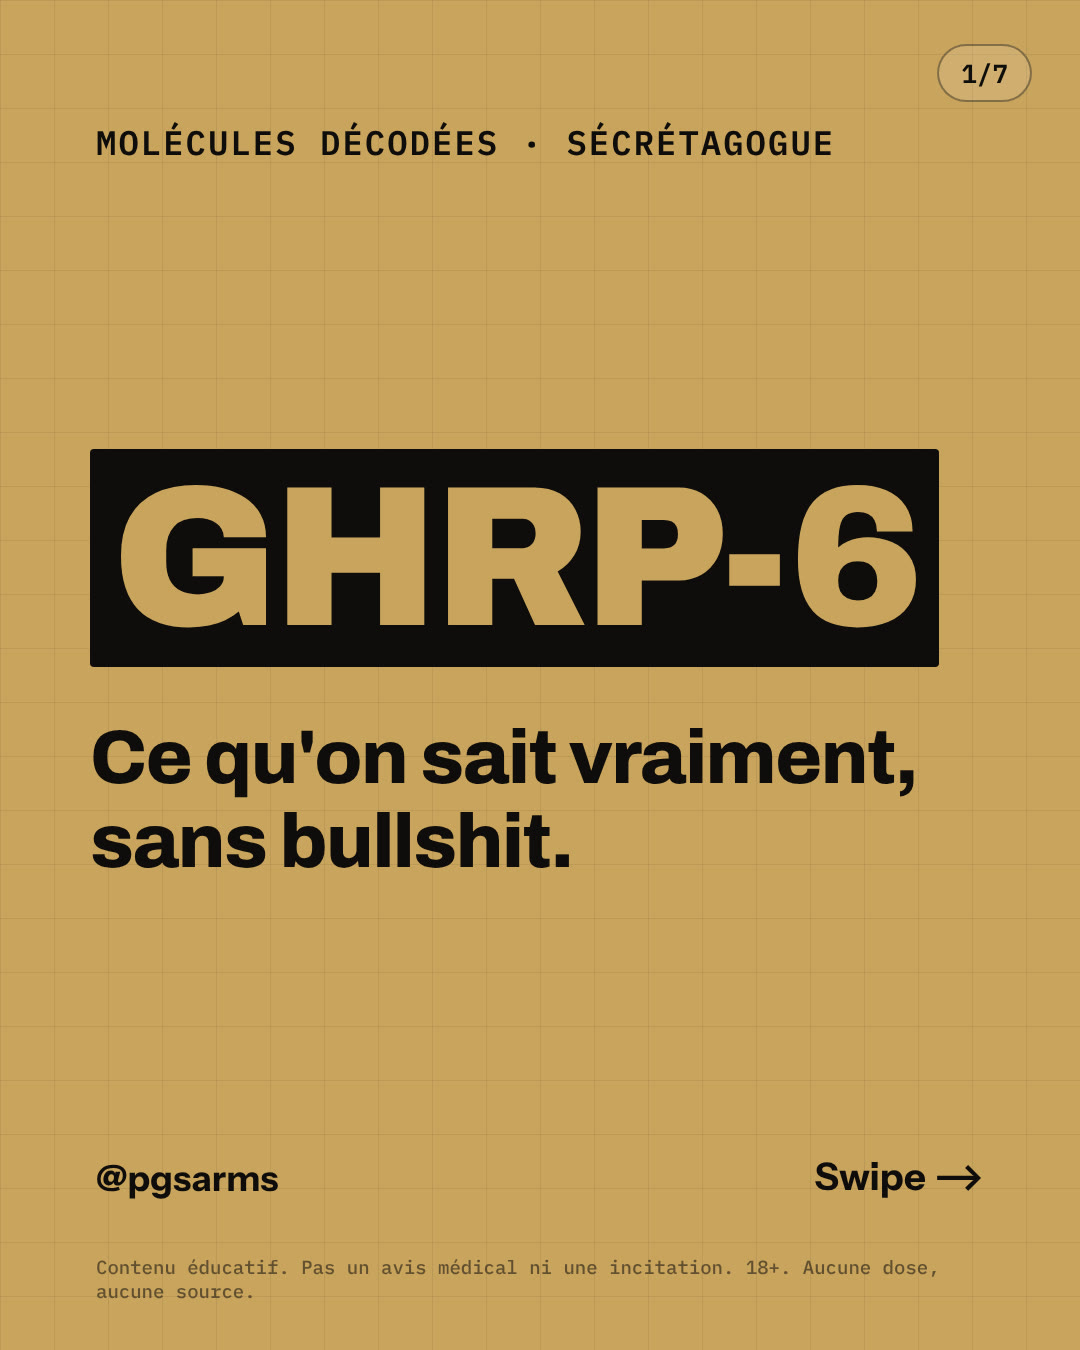 1/7
MOLÉCULES DÉCODÉES · SÉCRÉTAGOGUE
GHRP-6
Ce qu'on sait vraiment,
sans bullshit.
@pgsarms
Swipe →
Contenu éducatif. Pas un avis médical ni une incitation. 18+. Aucune dose,
aucune source.